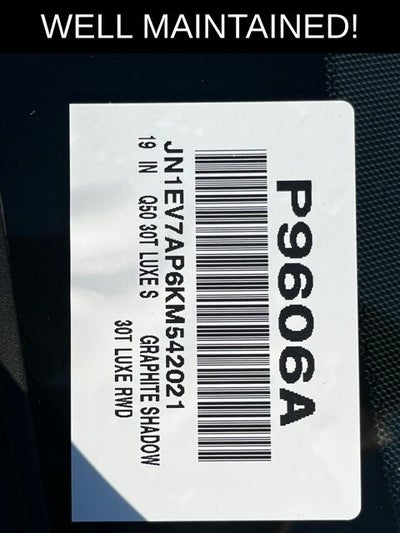 WELL MAINTAINED!
P9606A
JN1EV7AP6KM542021
19 IN Q50 30T LUXE S GRAPHITE SHADOW
30T LUXE RWD